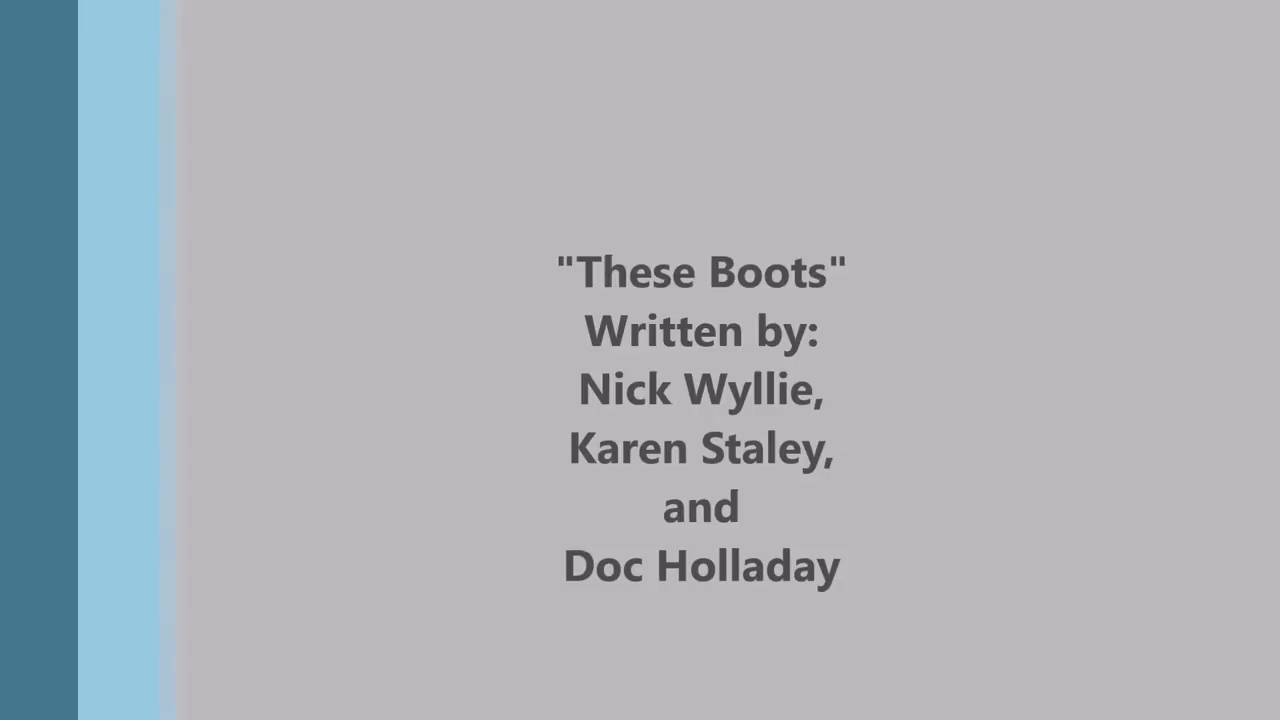 "These Boots"
Written by:
Nick Wyllie,
Karen Staley,
and
Doc Holladay